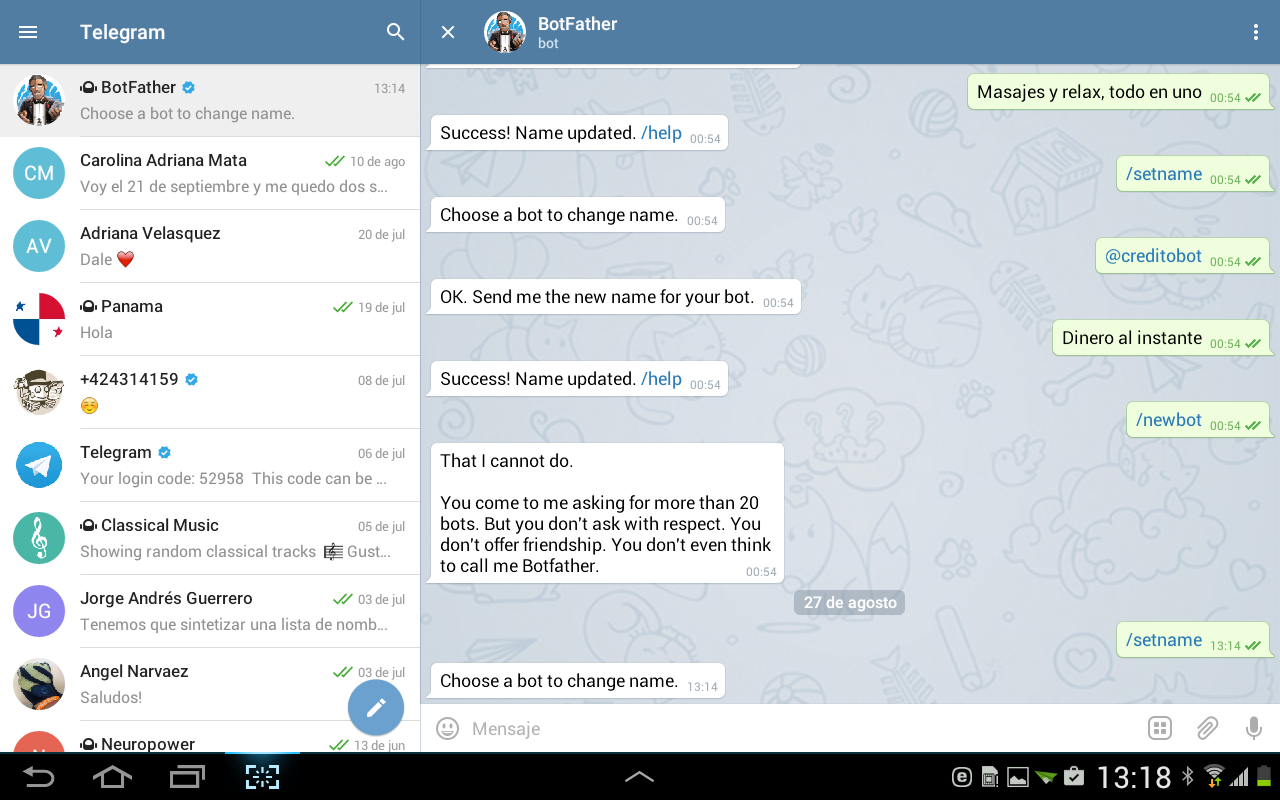 Telegram
BotFather
13:14
Choose a bot to change name.
CM
Carolina Adriana Mata
10 de ago
Voy el 21 de septiembre y me quedo dos s...
AV
Adriana Velasquez
20 de jul
Dale ❤️
Panama
19 de jul
Hola
+424314159
08 de jul
☺️
Telegram
06 de jul
Your login code: 52958 This code can be ...
Classical Music
05 de jul
Showing random classical tracks 🎼 Gust...
JG
Jorge Andrés Guerrero
03 de jul
Tenemos que sintetizar una lista de nomb...
Angel Narvaez
03 de jul
Saludos!
Neuropower
13 de jun
BotFather
bot
Masajes y relax, todo en uno 00:54
Success! Name updated. /help 00:54
/setname 00:54
Choose a bot to change name. 00:54
@creditobot 00:54
OK. Send me the new name for your bot. 00:54
Dinero al instante 00:54
Success! Name updated. /help 00:54
/newbot 00:54
That I cannot do.
You come to me asking for more than 20
bots. But you don't ask with respect. You
don't offer friendship. You don't even think
to call me Botfather. 00:54
27 de agosto
/setname 13:14
Choose a bot to change name. 13:14
Mensaje
13:18